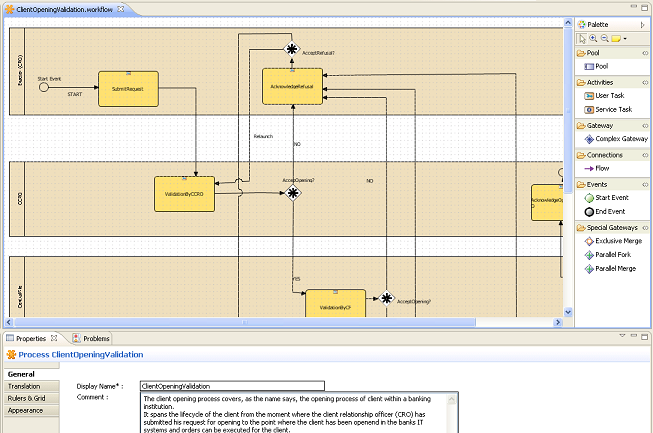 ClientOpeningValidation.workflow
Palette
Pool
Pool
Activities
User Task
Service Task
Gateway
Complex Gateway
Connections
Flow
Events
Start Event
End Event
Special Gateways
Exclusive Merge
Parallel Fork
Parallel Merge
Start Event
START
SubmitRequest
AcceptRefusal?
AcknowledgeRefusal
Relaunch
NO
CCRO
ValidationByCCRO
AcceptOpening?
NO
YES
ValidationByCF
AcceptOpening?
Properties
Problems
Process ClientOpeningValidation
General
Translation
Rulers & Grid
Appearance
Display Name* :
ClientOpeningValidation
Comment :
The client opening process covers, as the name says, the opening process of client within a banking
institution.
It spans the lifecycle of the client from the moment where the client relationship officer (CRO) has
submitted his request for opening to the point where the client has been openend in the banks IT
systems and orders can be executed for the client.